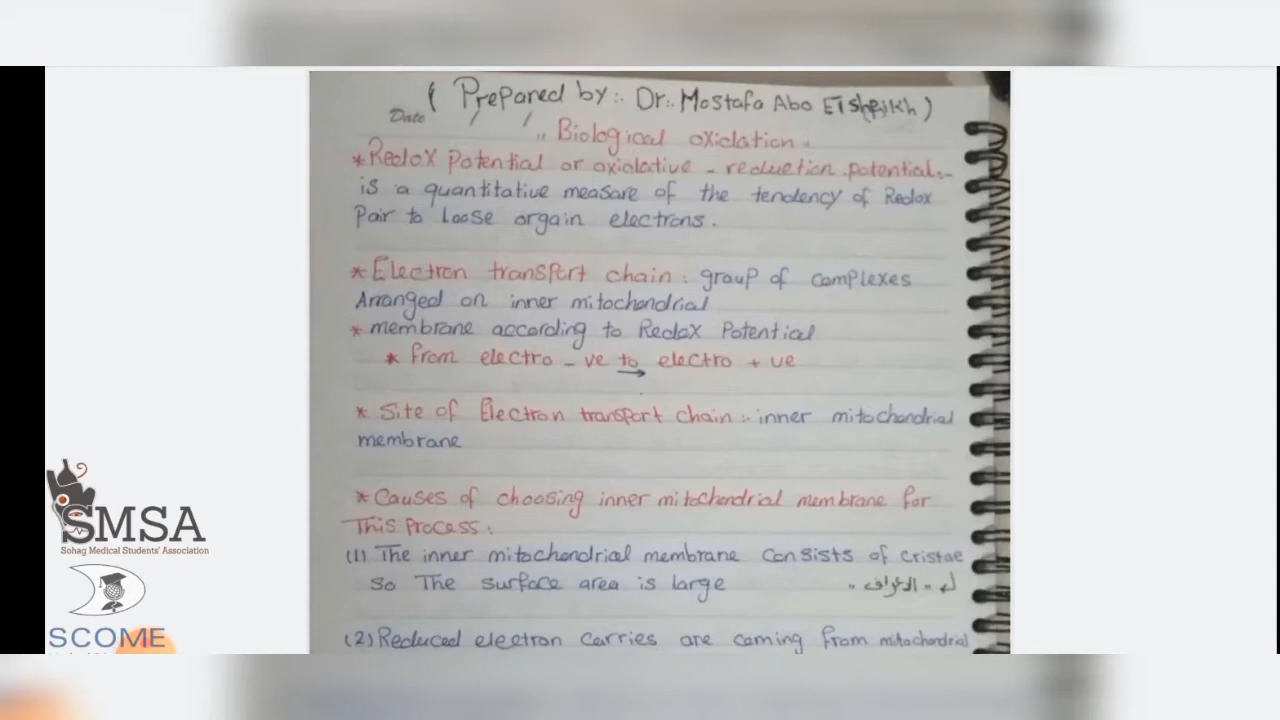 ( Prepared by:. Dr:. Mostafa Abo Elsheikh )
Date / /
,, Biological oxidation ,
*Redox potential or oxidative - reduction potential:-
is a quantitative measure of the tendency of Redox
Pair to Loose orgain electrons.
*Electron transport chain: group of complexes
Arranged on inner mitochondrial
* membrane according to Redox Potential
* from electro - ve to electro + ve
* Site of Electron transport chain:- inner mitochondrial
membrane
*Causes of choosing inner mitochondrial membrane for
This Process:
(1) The inner mitochondrial membrane consists of cristae
so The surface area is large
(2) Reduced electron carries are coming from mitochondrial
SMSA
Sohag Medical Students' Association
SCOME